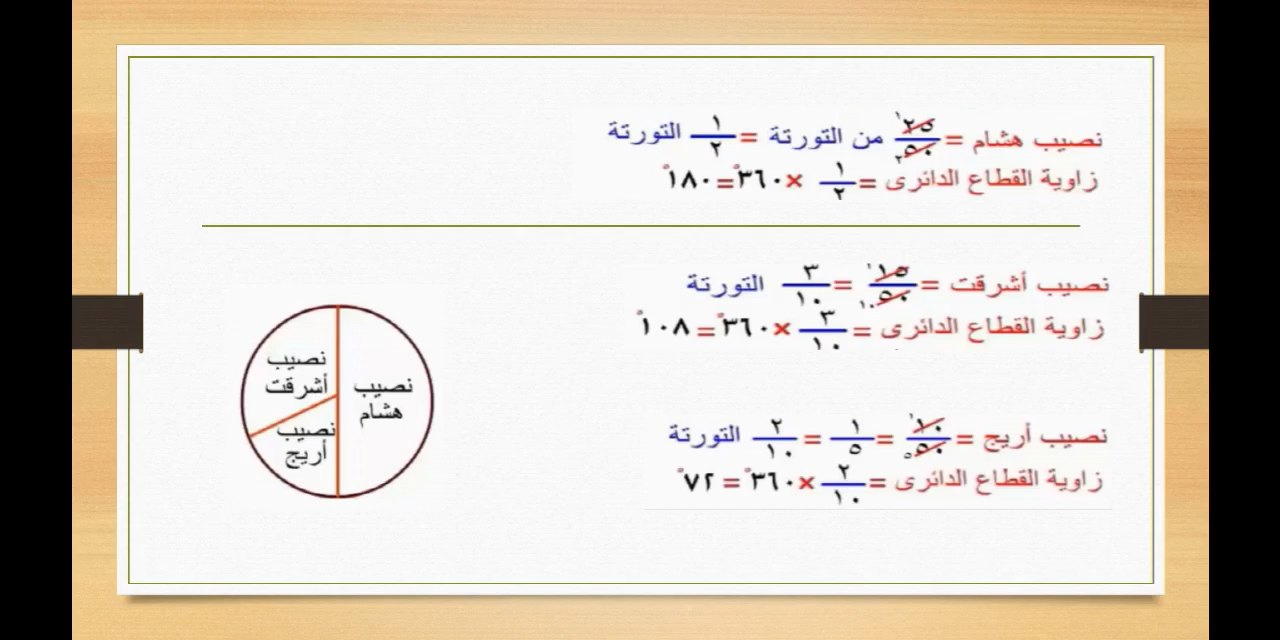 نصيب هشام = ٢٥/٥٠ من التورتة = ١/٢ التورتة
زاوية القطاع الدائرى = ١/٢ × ٣٦٠° = ١٨٠°
نصيب أشرقت = ١٥/٥٠ = ٣/١٠ التورتة
زاوية القطاع الدائرى = ٣/١٠ × ٣٦٠° = ١٠٨°
نصيب أريج = ١٠/٥٠ = ١/٥ = ٢/١٠ التورتة
زاوية القطاع الدائرى = ٢/١٠ × ٣٦٠° = ٧٢°
نصيب
هشام
نصيب
أشرقت
نصيب
أريج